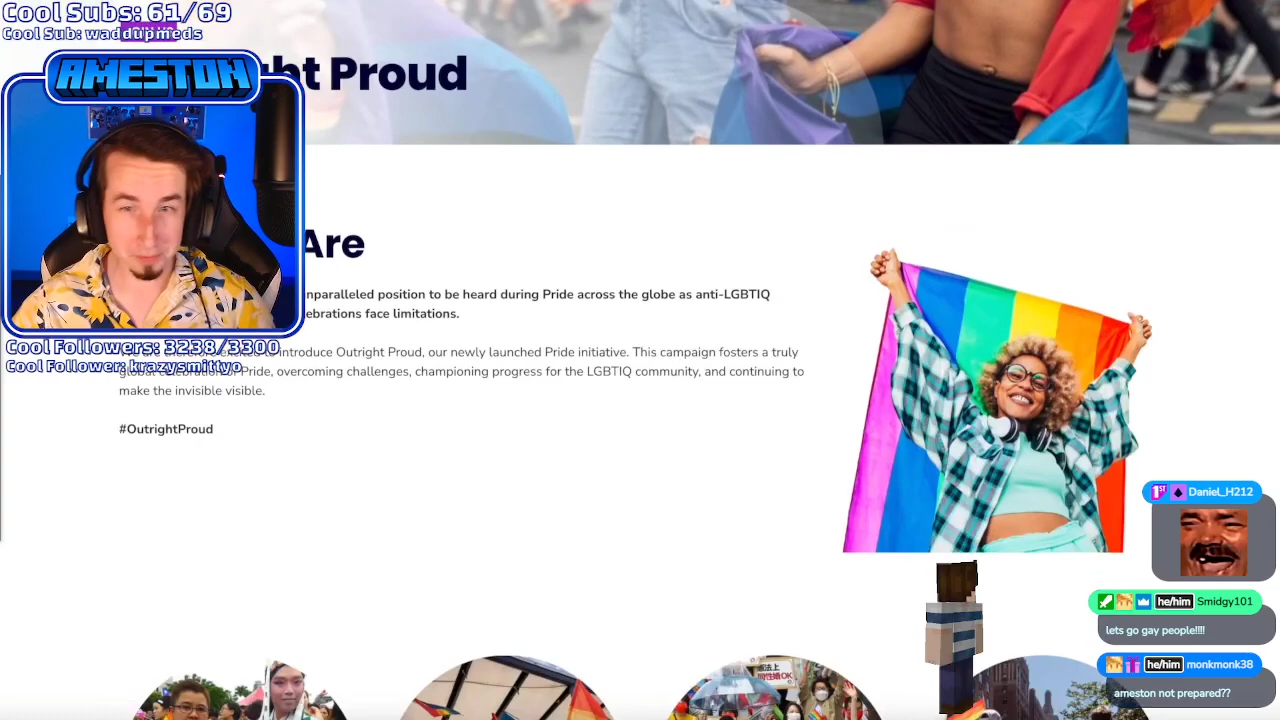 Cool Subs: 61/69
Cool Sub: waddupmeds
AMESTON
ht Proud
Are
nparalleled position to be heard during Pride across the globe as anti-LGBTIQ
ebrations face limitations.
Cool Followers: 3238/3300
introduce Outright Proud, our newly launched Pride initiative. This campaign fosters a truly
Cool Follower: krazysmittyo
Pride, overcoming challenges, championing progress for the LGBTIQ community, and continuing to
make the invisible visible.
#OutrightProud
1ST Daniel_H212
he/him Smidgy101
lets go gay people!!!!
he/him monkmonk38
ameston not prepared??